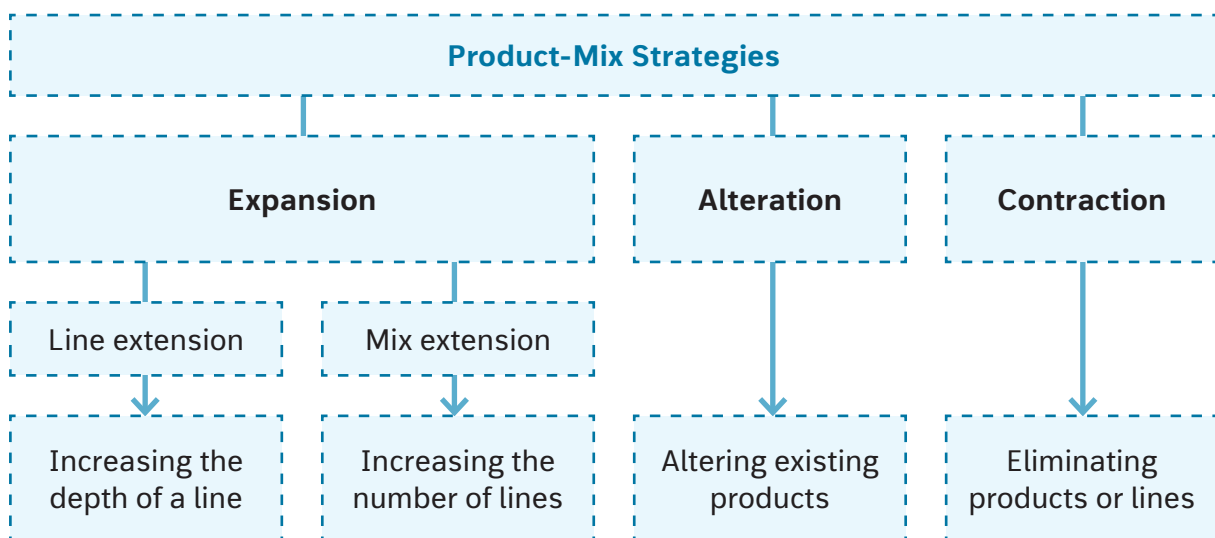 Product-Mix Strategies
Expansion
Alteration
Contraction
Line extension
Mix extension
Increasing the
depth of a line
Increasing the
number of lines
Altering existing
products
Eliminating
products or lines